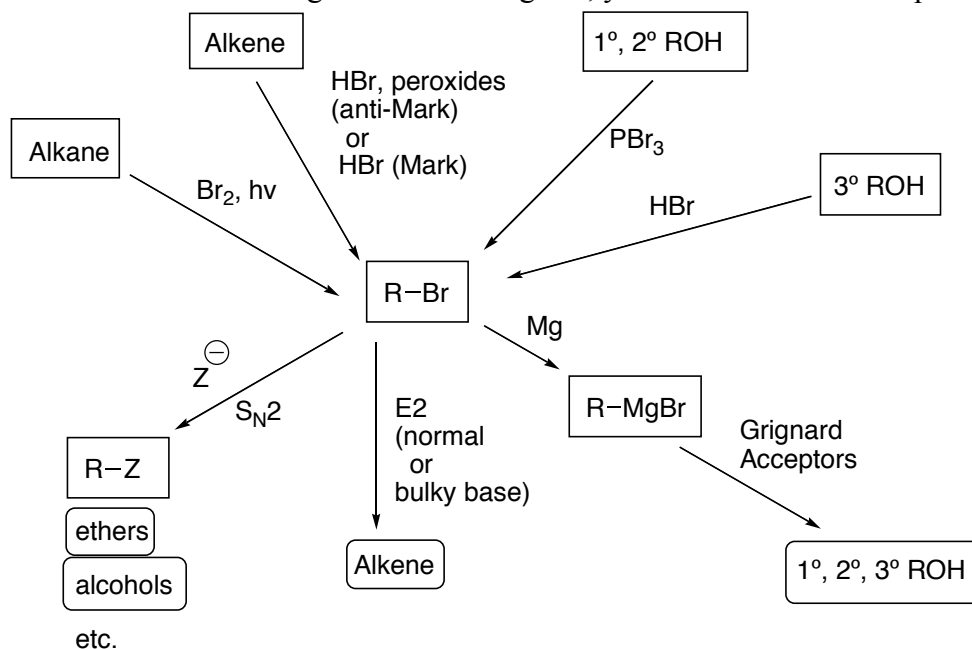 Alkene
1º, 2º ROH
HBr, peroxides
(anti-Mark)
or
HBr (Mark)
PBr3
Alkane
Br2, hv
3º ROH
HBr
R–Br
Mg
Z⊖
SN2
E2
(normal
or
bulky base)
R–MgBr
Grignard
Acceptors
R–Z
ethers
alcohols
etc.
Alkene
1º, 2º, 3º ROH